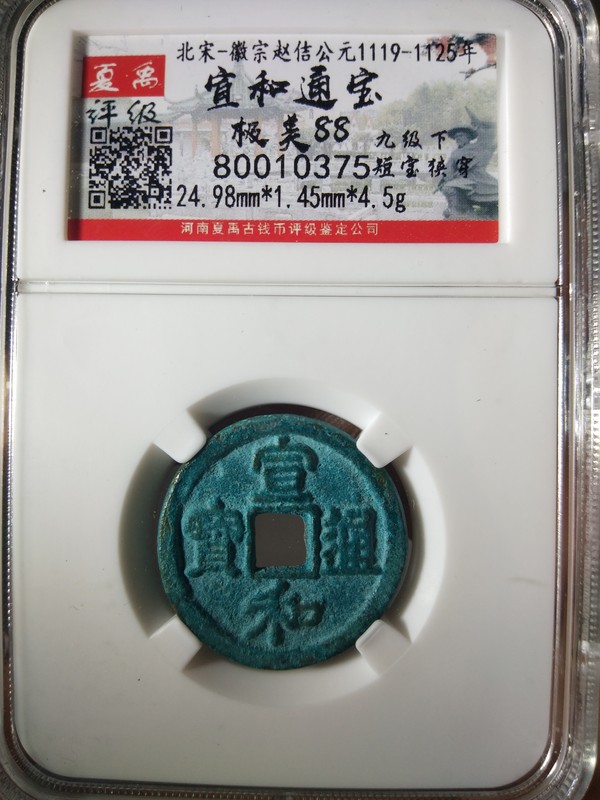 北宋-徽宗赵佶公元1119-1125年
夏禹
评级
宣和通宝
极美88
九级下
80010375
短宝狭穿
24.98mm*1.45mm*4.5g
河南夏禹古钱币评级鉴定公司
宣
寶 通
和